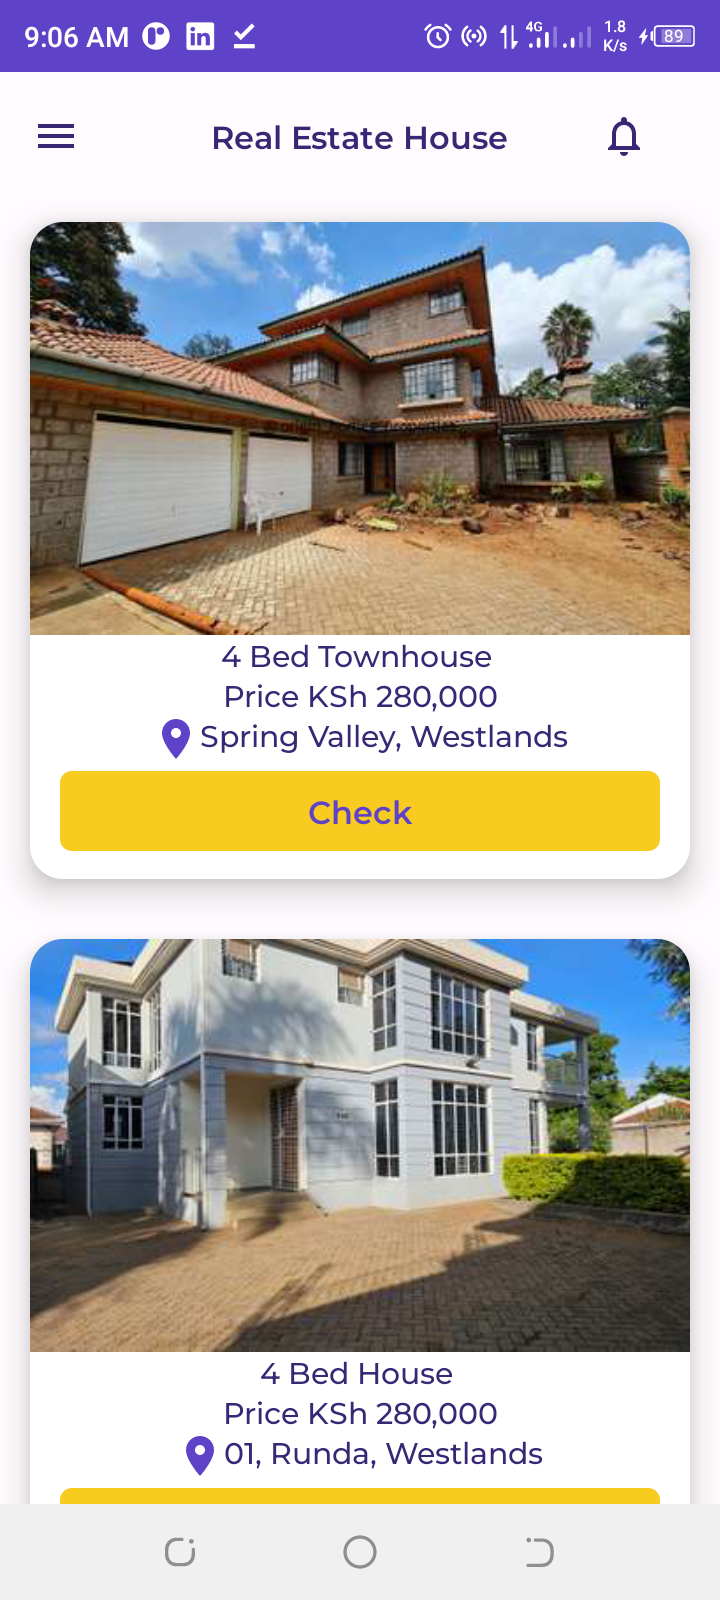 9:06 AM
4G
1.8
K/s
89
Real Estate House
4 Bed Townhouse
Price KSh 280,000
Spring Valley, Westlands
Check
4 Bed House
Price KSh 280,000
01, Runda, Westlands